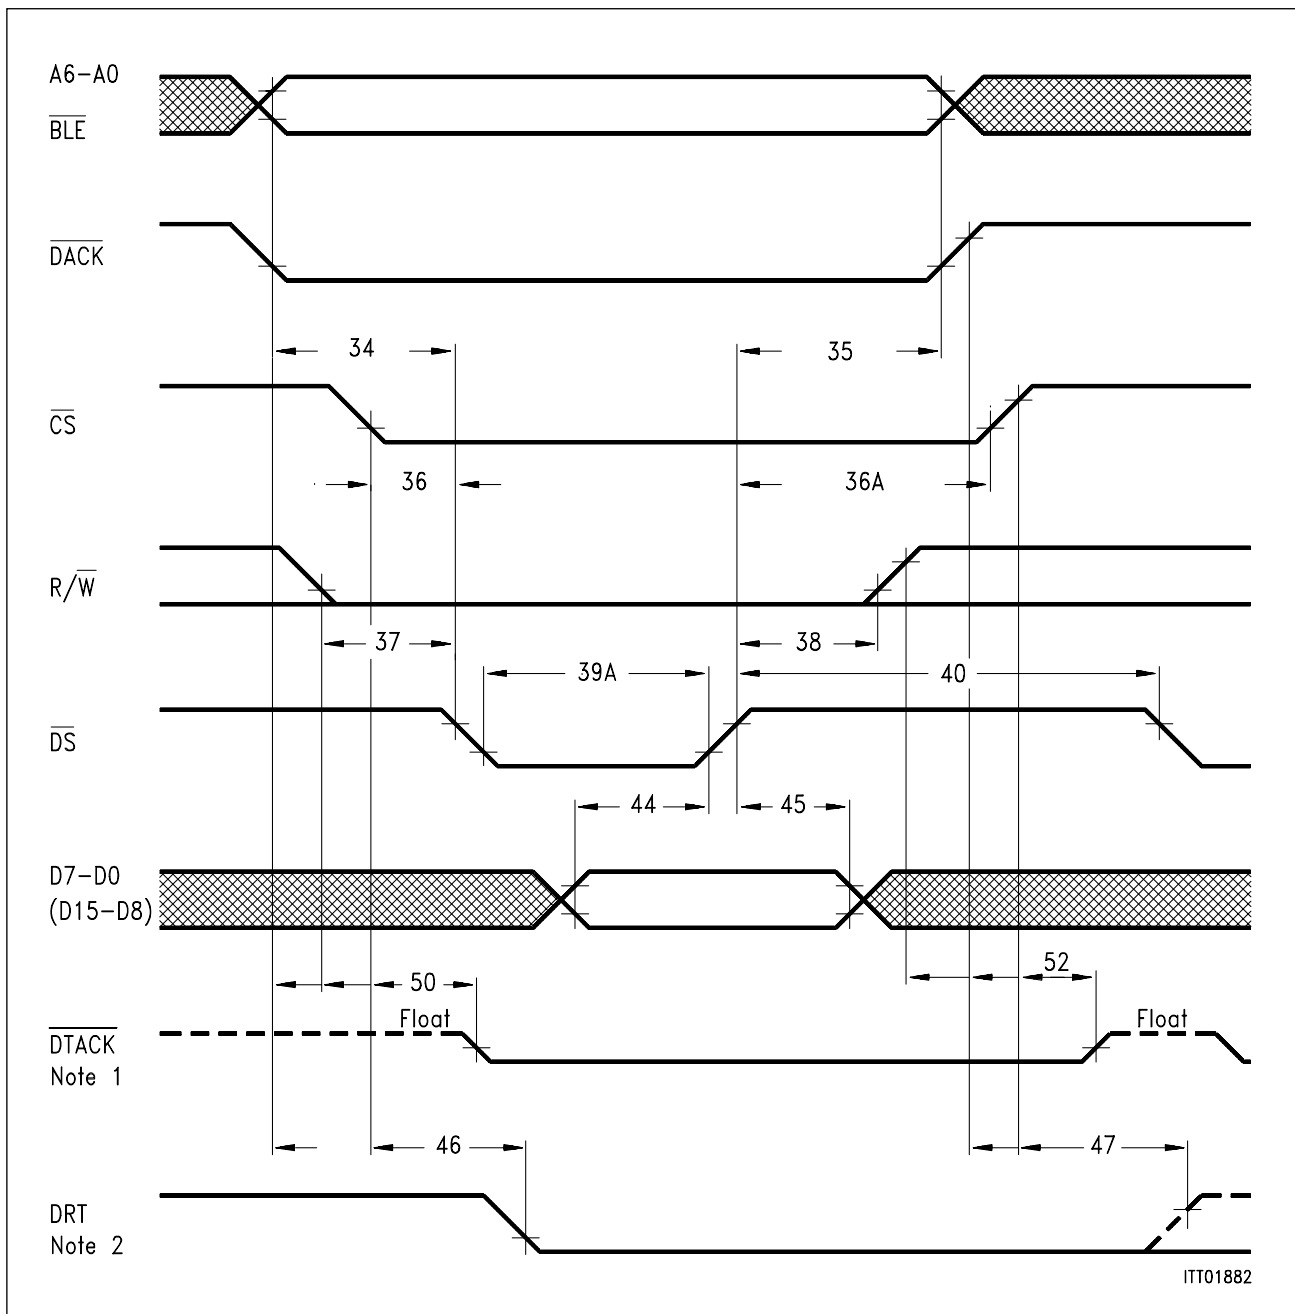 A6-A0
BLE
DACK
34
35
CS
36
36A
R/W
37
38
39A
40
DS
44
45
D7-D0
(D15-D8)
50
52
Float
Float
DTACK
Note 1
46
47
DRT
Note 2
ITT01882